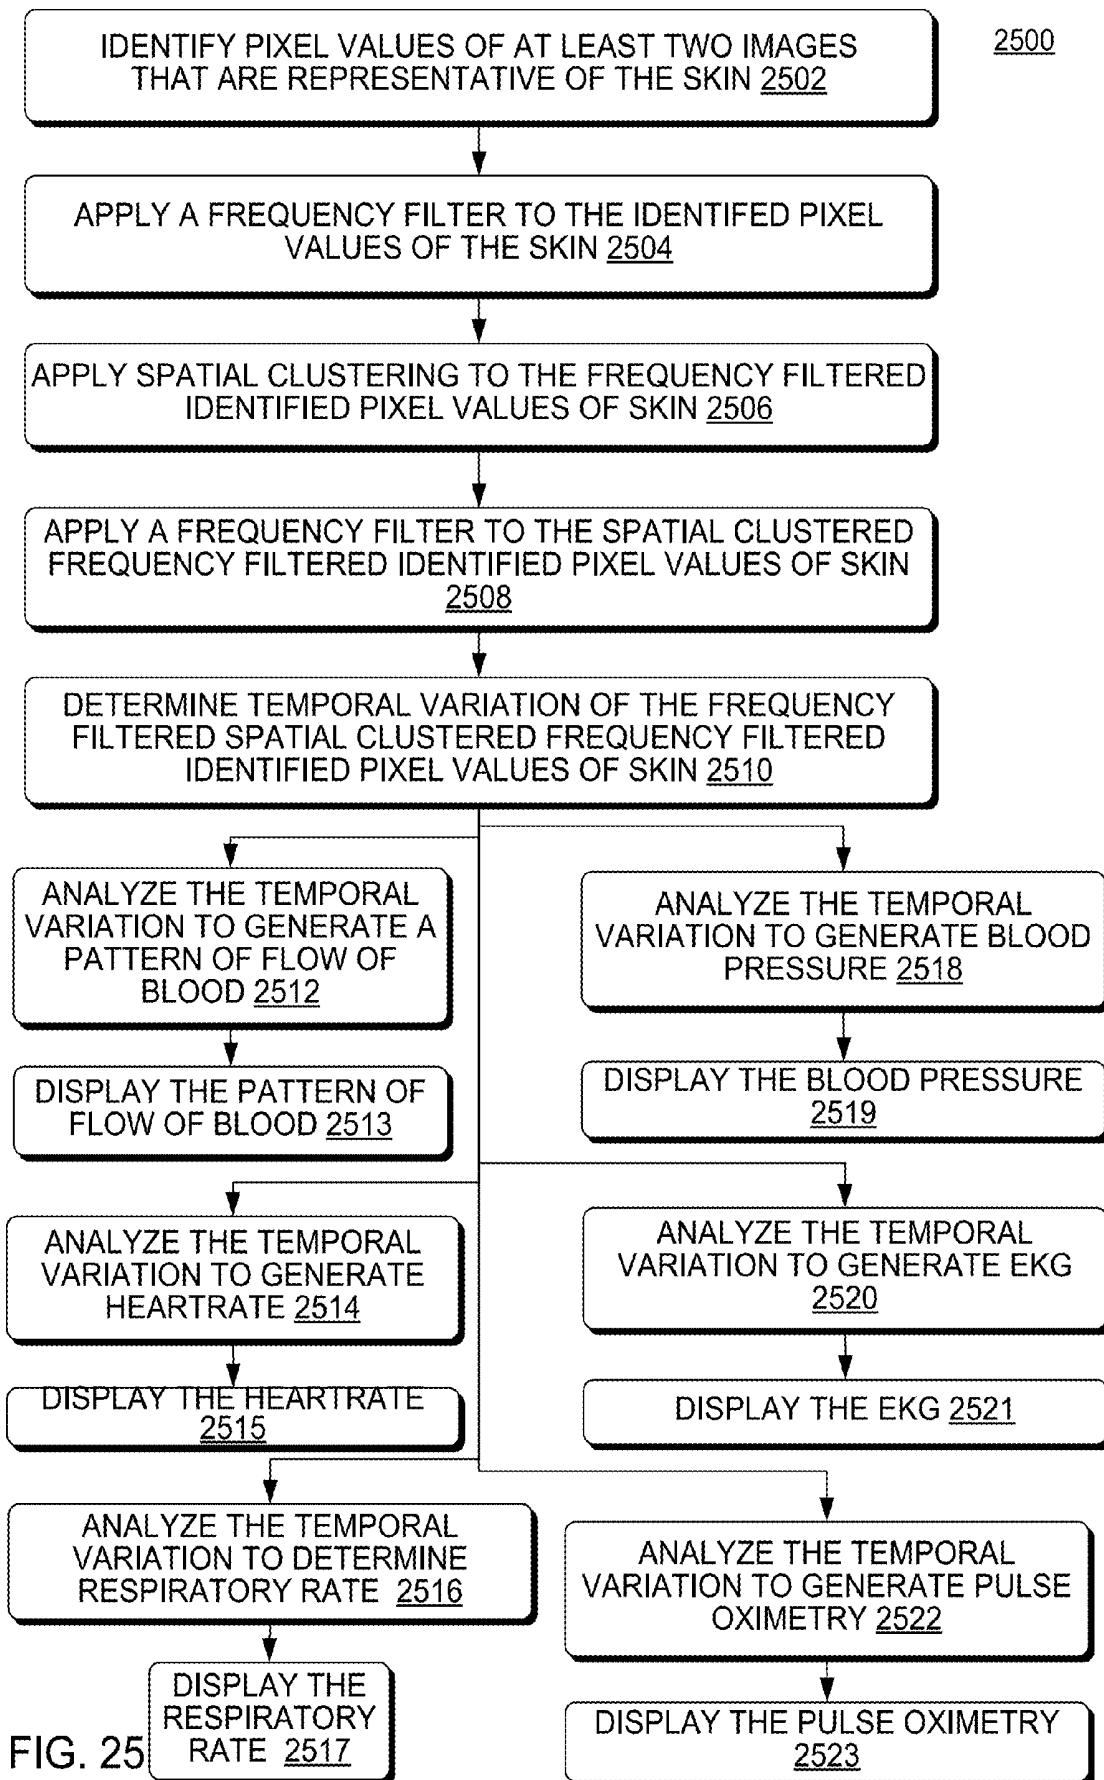 IDENTIFY PIXEL VALUES OF AT LEAST TWO IMAGES
THAT ARE REPRESENTATIVE OF THE SKIN 2502
2500
APPLY A FREQUENCY FILTER TO THE IDENTIFED PIXEL
VALUES OF THE SKIN 2504
APPLY SPATIAL CLUSTERING TO THE FREQUENCY FILTERED
IDENTIFIED PIXEL VALUES OF SKIN 2506
APPLY A FREQUENCY FILTER TO THE SPATIAL CLUSTERED
FREQUENCY FILTERED IDENTIFIED PIXEL VALUES OF SKIN
2508
DETERMINE TEMPORAL VARIATION OF THE FREQUENCY
FILTERED SPATIAL CLUSTERED FREQUENCY FILTERED
IDENTIFIED PIXEL VALUES OF SKIN 2510
ANALYZE THE TEMPORAL
VARIATION TO GENERATE A
PATTERN OF FLOW OF
BLOOD 2512
DISPLAY THE PATTERN OF
FLOW OF BLOOD 2513
ANALYZE THE TEMPORAL
VARIATION TO GENERATE BLOOD
PRESSURE 2518
DISPLAY THE BLOOD PRESSURE
2519
ANALYZE THE TEMPORAL
VARIATION TO GENERATE
HEARTRATE 2514
DISPLAY THE HEARTRATE
2515
ANALYZE THE TEMPORAL
VARIATION TO GENERATE EKG
2520
DISPLAY THE EKG 2521
ANALYZE THE TEMPORAL
VARIATION TO DETERMINE
RESPIRATORY RATE 2516
DISPLAY THE
RESPIRATORY
RATE 2517
ANALYZE THE TEMPORAL
VARIATION TO GENERATE PULSE
OXIMETRY 2522
DISPLAY THE PULSE OXIMETRY
2523
FIG. 25